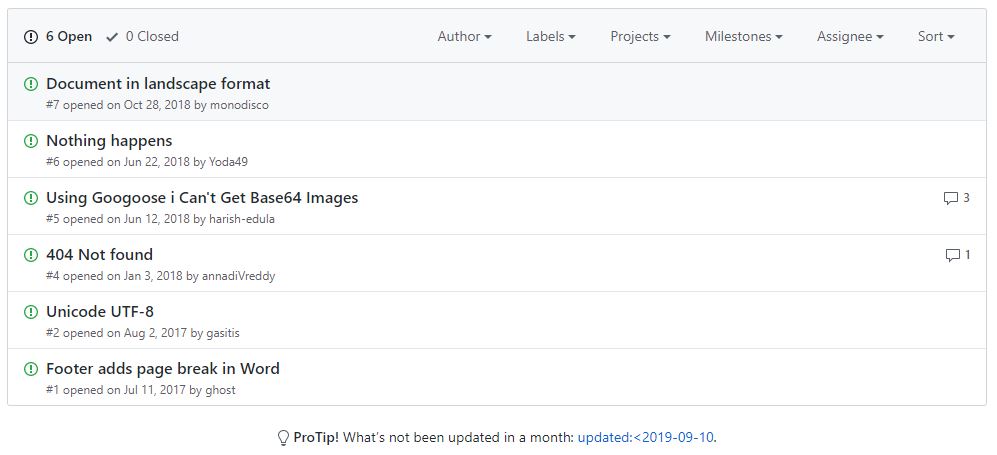 6 Open 0 Closed Author Labels Projects Milestones Assignee Sort
Document in landscape format
#7 opened on Oct 28, 2018 by monodisco
Nothing happens
#6 opened on Jun 22, 2018 by Yoda49
Using Googoose i Can't Get Base64 Images 3
#5 opened on Jun 12, 2018 by harish-edula
404 Not found 1
#4 opened on Jan 3, 2018 by annadiVreddy
Unicode UTF-8
#2 opened on Aug 2, 2017 by gasitis
Footer adds page break in Word
#1 opened on Jul 11, 2017 by ghost
ProTip! What's not been updated in a month: updated:<2019-09-10.